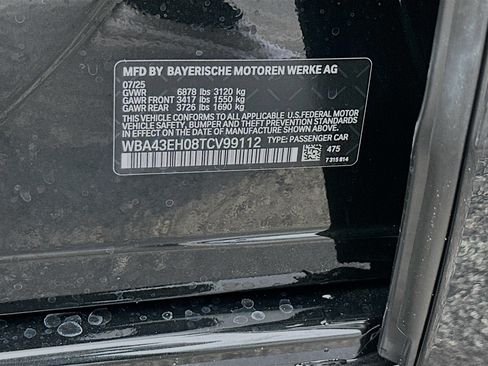 MFD BY BAYERISCHE MOTOREN WERKE AG
07/25
GVWR 6878 lbs 3120 kg
GAWR FRONT 3417 lbs 1550 kg
GAWR REAR 3726 lbs 1690 kg
THIS VEHICLE CONFORMS TO ALL APPLICABLE U.S.FEDERAL MOTOR
VEHICLE SAFETY, BUMPER AND THEFT PREVENTION STANDARDS
IN EFFECT ON THE DATE OF MANUFACTURE SHOWN ABOVE.
WBA43EH08TCV99112 TYPE: PASSENGER CAR
475
7 315 814